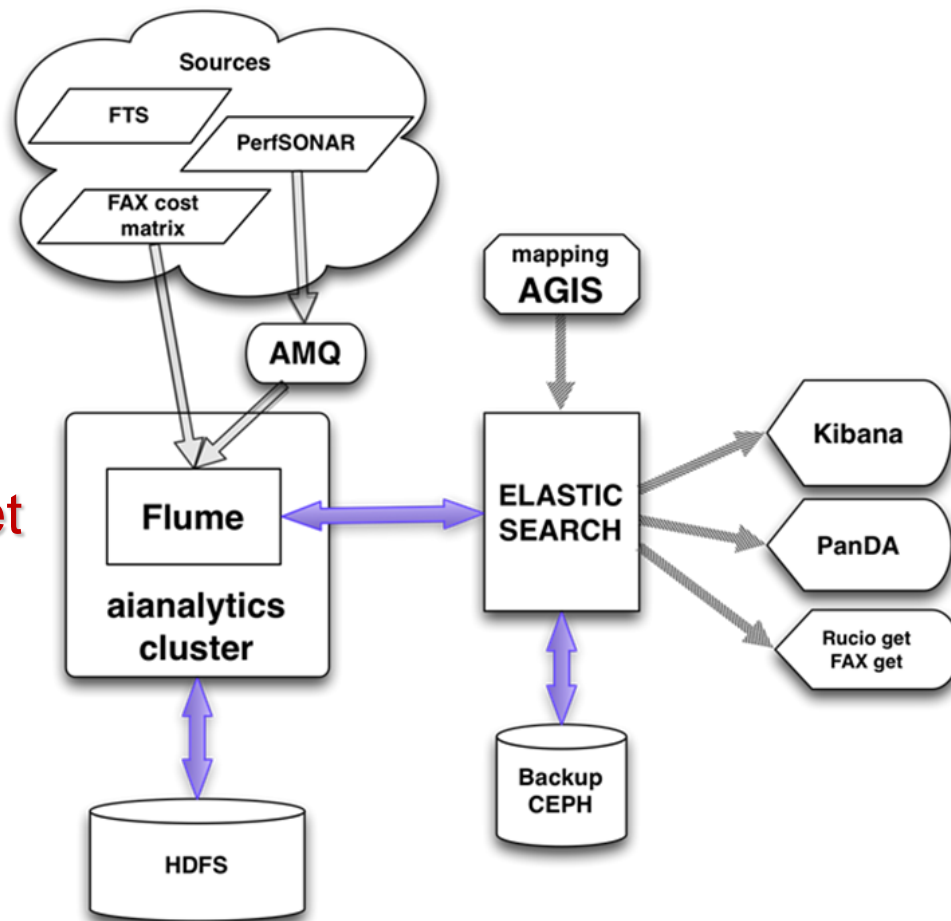 Sources
FTS
PerfSONAR
FAX cost
matrix
mapping
AGIS
AMQ
Kibana
Flume
ELASTIC
SEARCH
et
PanDA
aianalytics
cluster
Rucio get
FAX get
Backup
CEPH
HDFS